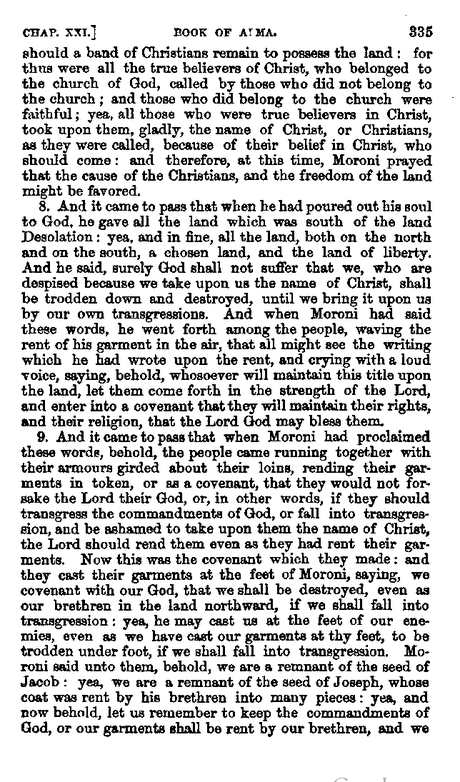 CHAP. XXI.] BOOK OF ALMA. 335
should a band of Christians remain to possess the land : for
thus were all the true believers of Christ, who belonged to
the church of God, called by those who did not belong to
the church ; and those who did belong to the church were
faithful ; yea, all those who were true believers in Christ,
took upon them, gladly, the name of Christ, or Christians,
as they were called, because of their belief in Christ, who
should come : and therefore, at this time, Moroni prayed
that the cause of the Christians, and the freedom of the land
might be favored.
8. And it came to pass that when he had poured out his soul
to God, he gave all the land which was south of the land
Desolation : yea, and in fine, all the land, both on the north
and on the south, a chosen land, and the land of liberty.
And he said, surely God shall not suffer that we, who are
despised because we take upon us the name of Christ, shall
be trodden down and destroyed, until we bring it upon us
by our own transgressions. And when Moroni had said
these words, he went forth among the people, waving the
rent of his garment in the air, that all might see the writing
which he had wrote upon the rent, and crying with a loud
voice, saying, behold, whosoever will maintain this title upon
the land, let them come forth in the strength of the Lord,
and enter into a covenant that they will maintain their rights,
and their religion, that the Lord God may bless them.
9. And it came to pass that when Moroni had proclaimed
these words, behold, the people came running together with
their armours girded about their loins, rending their gar-
ments in token, or as a covenant, that they would not for-
sake the Lord their God, or, in other words, if they should
transgress the commandments of God, or fall into transgres-
sion, and be ashamed to take upon them the name of Christ,
the Lord should rend them even as they had rent their gar-
ments. Now this was the covenant which they made : and
they cast their garments at the feet of Moroni, saying, we
covenant with our God, that we shall be destroyed, even as
our brethren in the land northward, if we shall fall into
transgression : yea, he may cast us at the feet of our ene-
mies, even as we have cast our garments at thy feet, to be
trodden under foot, if we shall fall into transgression. Mo-
roni said unto them, behold, we are a remnant of the seed of
Jacob : yea, we are a remnant of the seed of Joseph, whose
coat was rent by his brethren into many pieces : yea, and
now behold, let us remember to keep the commandments of
God, or our garments shall be rent by our brethren, and we